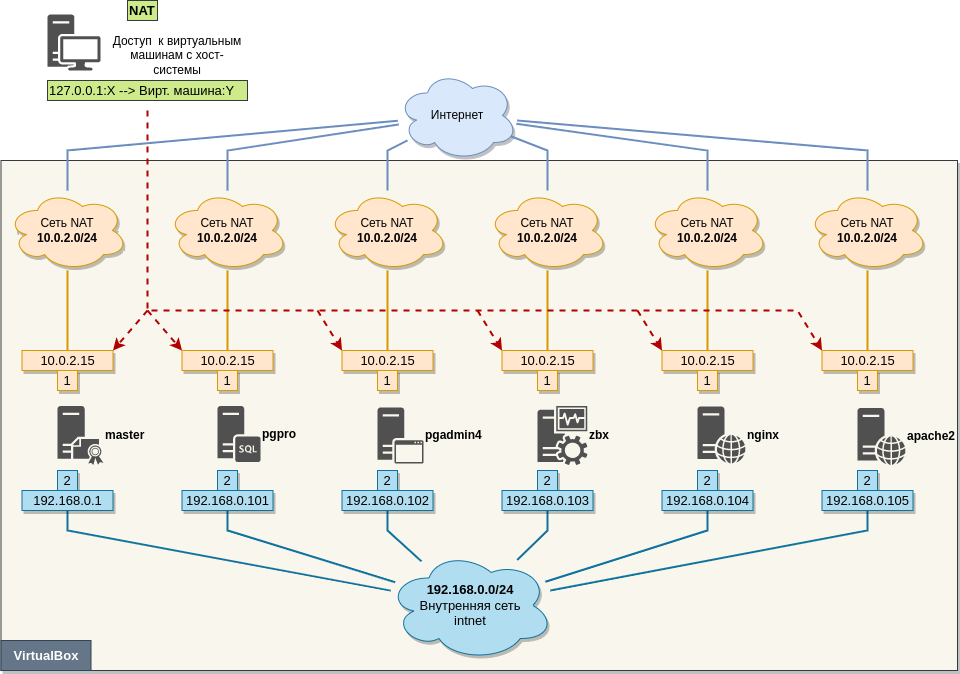 NAT
Доступ к виртуальным
машинам с хост-
системы
127.0.0.1:X --> Вирт. машина:Y
Интернет
Сеть NAT
10.0.2.0/24
Сеть NAT
10.0.2.0/24
Сеть NAT
10.0.2.0/24
Сеть NAT
10.0.2.0/24
Сеть NAT
10.0.2.0/24
Сеть NAT
10.0.2.0/24
10.0.2.15
10.0.2.15
10.0.2.15
10.0.2.15
10.0.2.15
10.0.2.15
1
1
1
1
1
1
master
pgpro
pgadmin4
zbx
nginx
apache2
SQL
2
2
2
2
2
2
192.168.0.1
192.168.0.101
192.168.0.102
192.168.0.103
192.168.0.104
192.168.0.105
192.168.0.0/24
Внутренняя сеть
intnet
VirtualBox